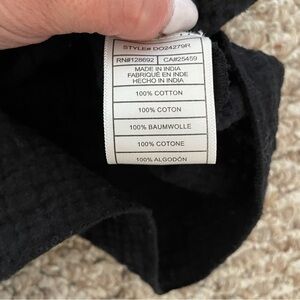 STYLE# DO24279R
RN#128692 CA#25459
MADE IN INDIA
FABRIQUÉ EN INDE
HECHO EN INDIA
100% COTTON
100% COTON
100% BAUMWOLLE
100% COTONE
100% ALGODÓN